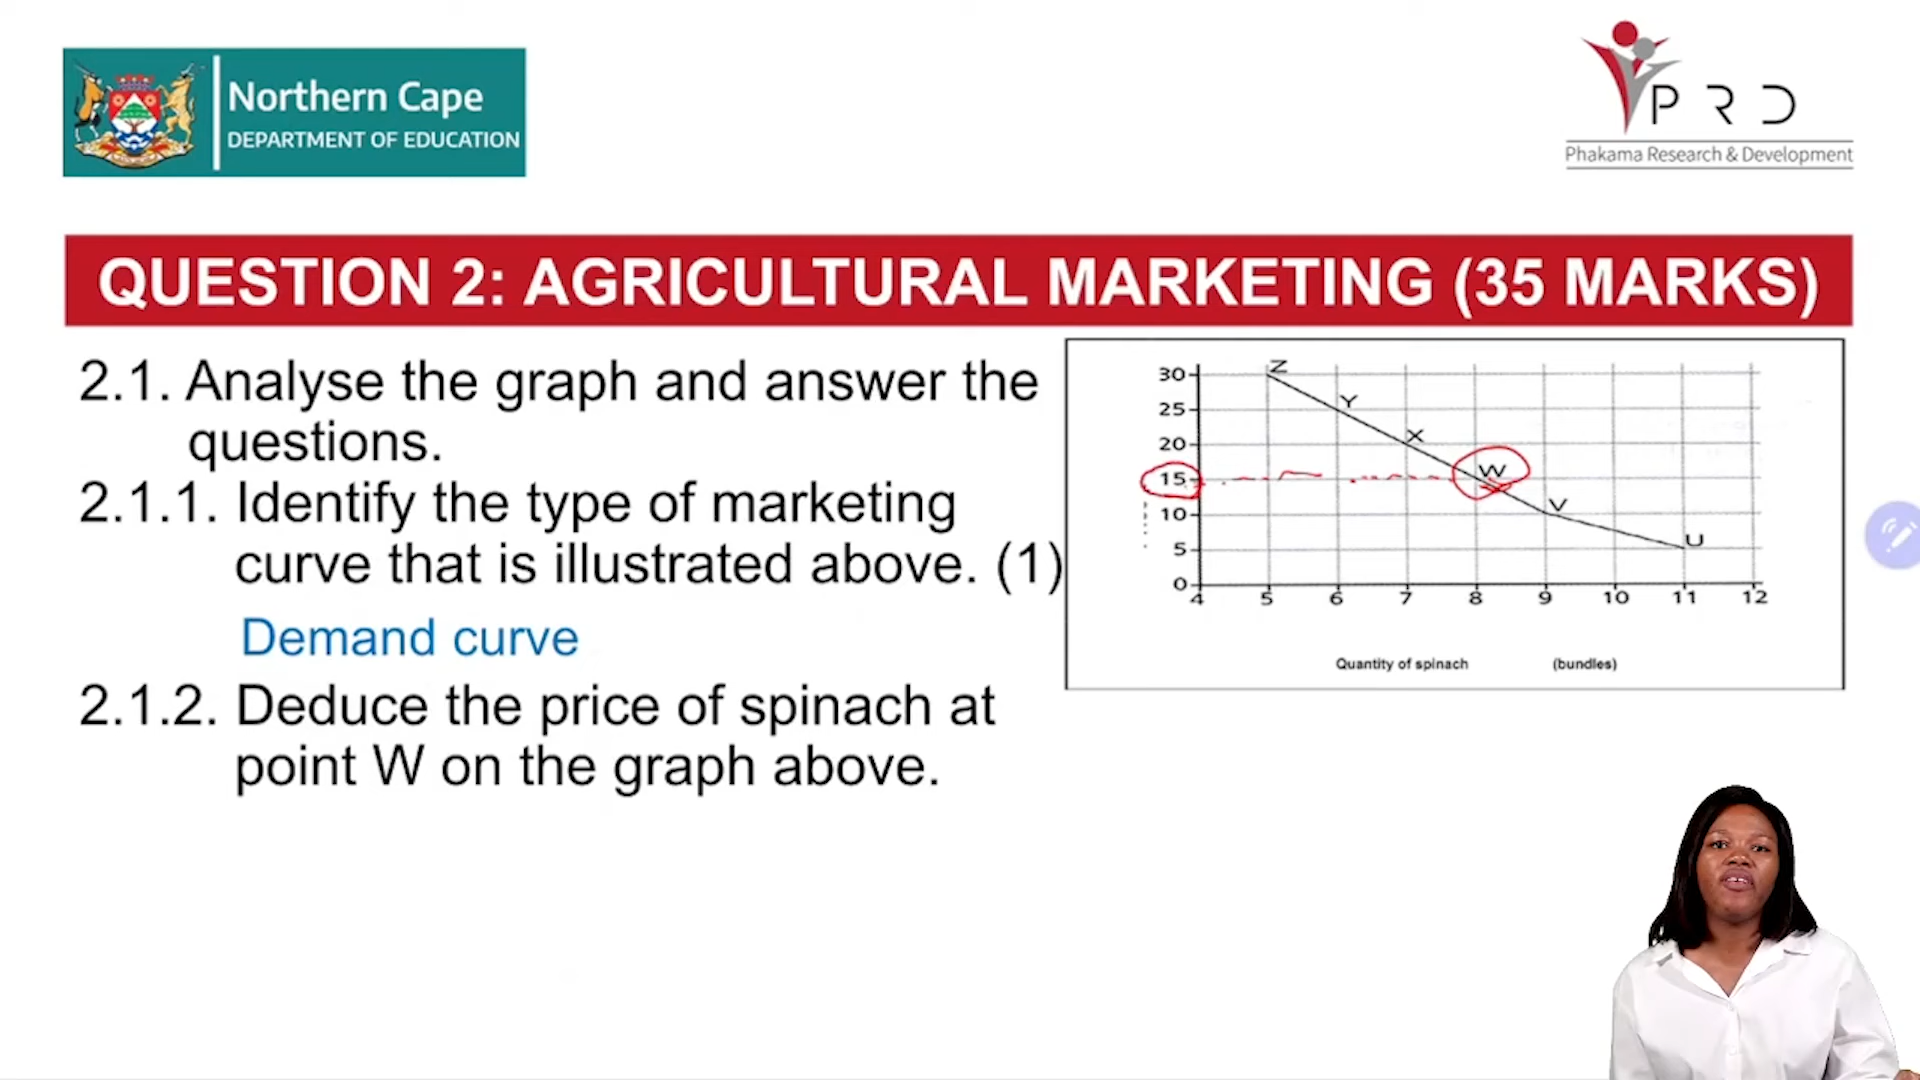 Northern Cape
DEPARTMENT OF EDUCATION
PRD
Phakama Research & Development
QUESTION 2: AGRICULTURAL MARKETING (35 MARKS)
2.1. Analyse the graph and answer the
questions.
2.1.1. Identify the type of marketing
curve that is illustrated above. (1)
Demand curve
2.1.2. Deduce the price of spinach at
point W on the graph above.
30 Z
25 Y
20 X
15 W
10 V
5 U
0
4 5 6 7 8 9 10 11 12
Quantity of spinach (bundles)